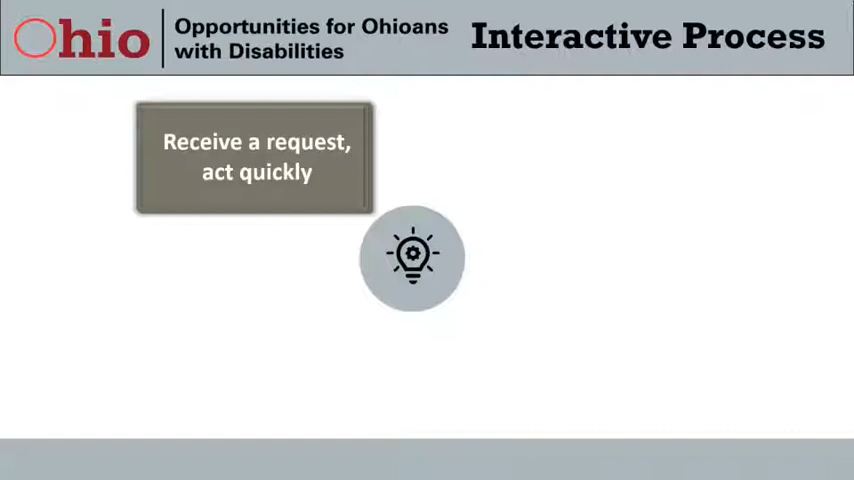 Ohio
Opportunities for Ohioans
with Disabilities
Interactive Process
Receive a request,
act quickly